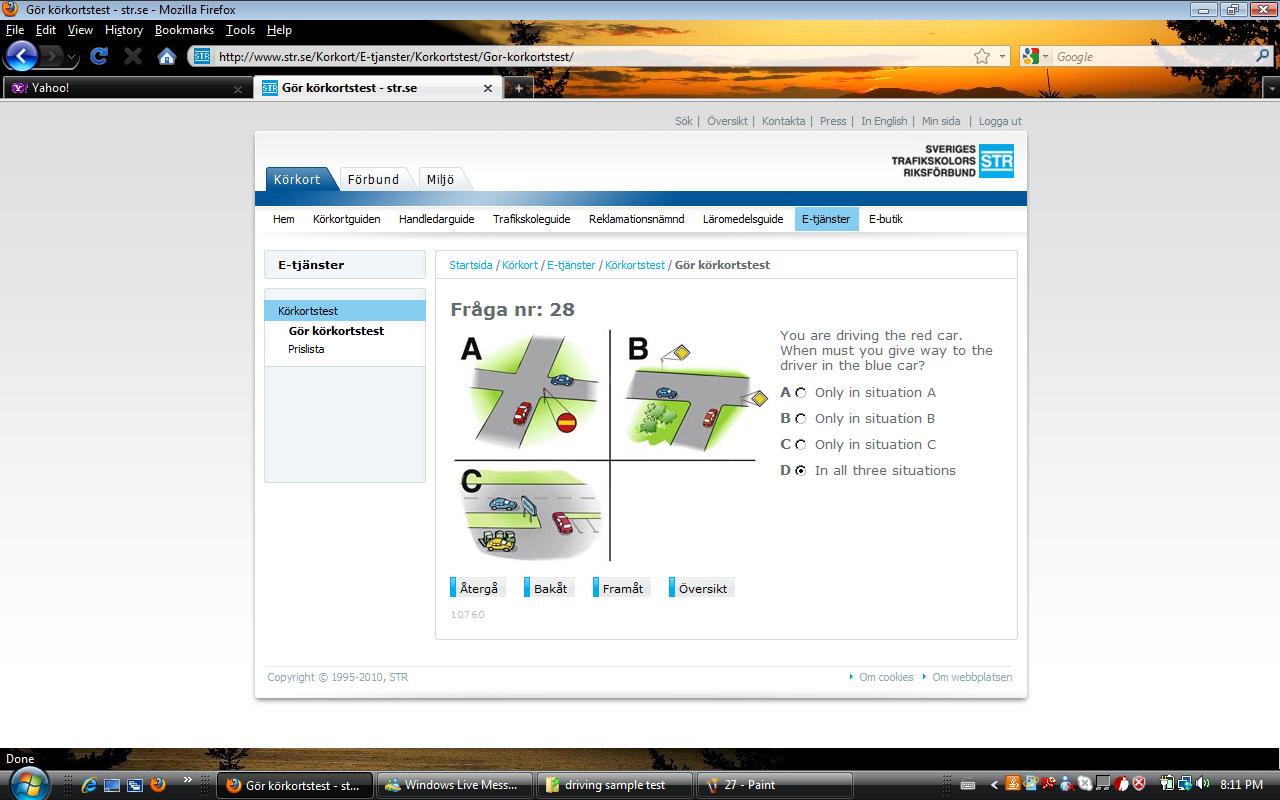 Gör körkortstest - str.se - Mozilla Firefox
File Edit View History Bookmarks Tools Help
STR http://www.str.se/Korkort/E-tjanster/Korkortstest/Gor-korkortstest/ Google
Yahoo! STR Gör körkortstest - str.se
Sök | Översikt | Kontakta | Press | In English | Min sida | Logga ut
SVERIGES
TRAFIKSKOLORS
RIKSFÖRBUND
STR
Körkort Förbund Miljö
Hem Körkortguiden Handledarguide Trafikskoleguide Reklamationsnämnd Läromedelsguide E-tjänster E-butik
E-tjänster
Körkortstest
Gör körkortstest
Prislista
Startsida / Körkort / E-tjänster / Körkortstest / Gör körkortstest
Fråga nr: 28
A
B
C
You are driving the red car.
When must you give way to the
driver in the blue car?
A Only in situation A
B Only in situation B
C Only in situation C
D In all three situations
Återgå Bakåt Framåt Översikt
10760
Copyright © 1995-2010, STR
Om cookies Om webbplatsen
Done
Gör körkortstest - st... Windows Live Mess... driving sample test 27 - Paint 8:11 PM